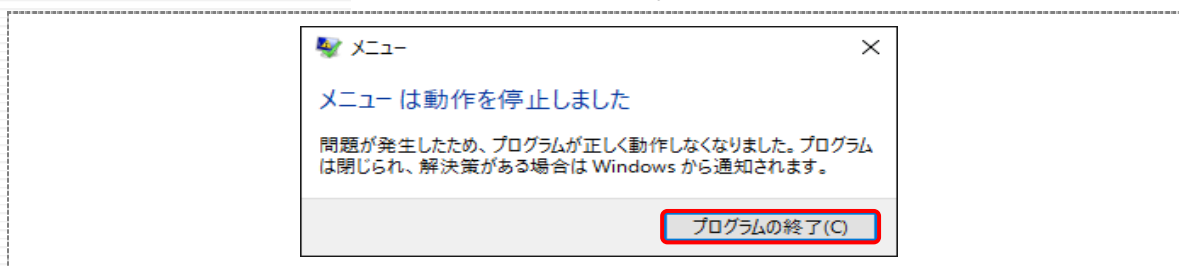 メニュー
メニュー は動作を停止しました
問題が発生したため、プログラムが正しく動作しなくなりました。プログラム
は閉じられ、解決策がある場合は Windows から通知されます。
プログラムの終了(C)